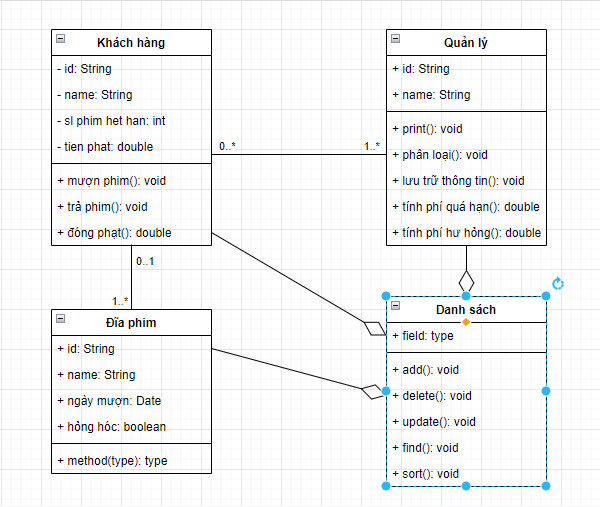 Khách hàng
- id: String
- name: String
- sl phim het han: int
- tien phat: double
+ mượn phim(): void
+ trả phim(): void
+ đóng phạt(): double
Quản lý
+ id: String
+ name: String
+ print(): void
+ phân loại(): void
+ lưu trữ thông tin(): void
+ tính phí quá hạn(): double
+ tính phí hư hỏng(): double
0..*
1..*
0..1
1..*
Đĩa phim
+ id: String
+ name: String
+ ngày mượn: Date
+ hỏng hóc: boolean
+ method(type): type
Danh sách
+ field: type
+ add(): void
+ delete(): void
+ update(): void
+ find(): void
+ sort(): void